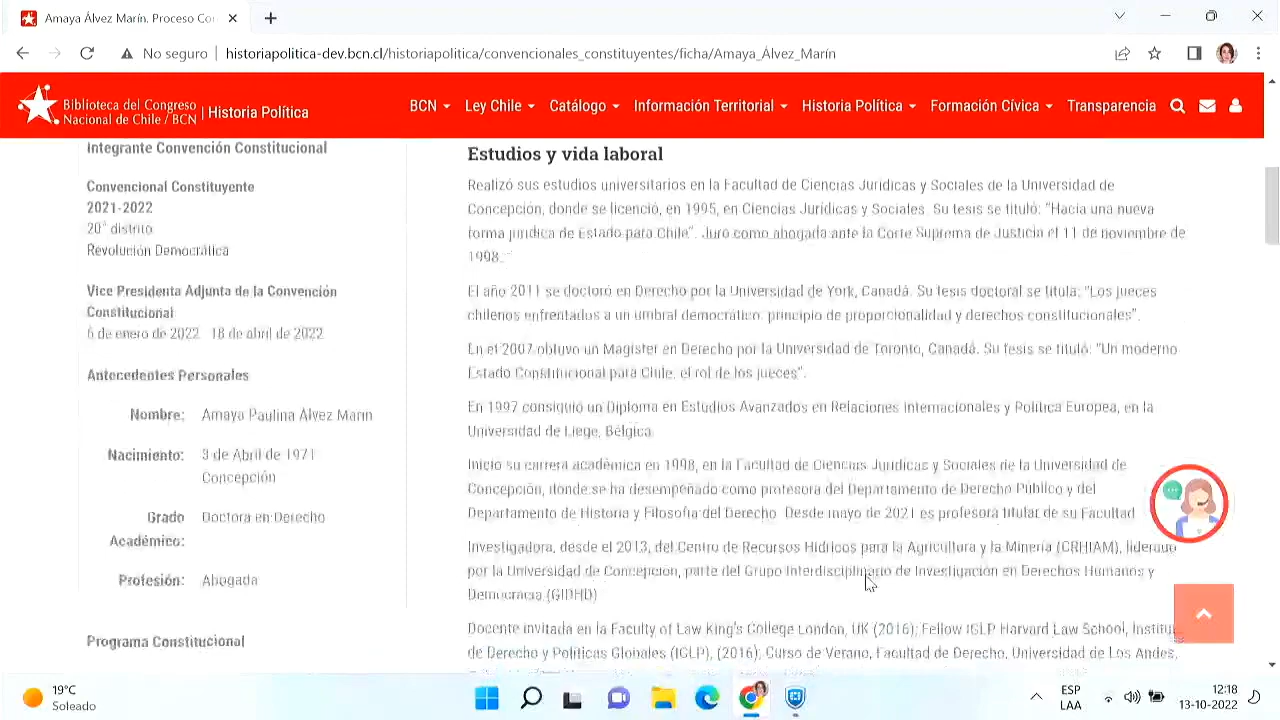 Amaya Álvez Marín. Proceso Co
No seguro
historiapolitica-dev.bcn.cl/historiapolitica/convencionales_constituyentes/ficha/Amaya_Álvez_Marín
Biblioteca del Congreso
Nacional de Chile / BCN
Historia Política
BCN
Ley Chile
Catálogo
Información Territorial
Historia Política
Formación Cívica
Transparencia
Integrante Convención Constitucional
Convencional Constituyente
2021-2022
20° distrito
Revolución Democrática
Vice Presidenta Adjunta de la Convención
Constitucional
6 de enero de 2022 18 de abril de 2022
Antecedentes Personales
Nombre: Amaya Paulina Álvez Marín
Nacimiento: 3 de Abril de 1971
Concepción
Grado Doctora en Derecho
Académico:
Profesión: Abogada
Programa Constitucional
Estudios y vida laboral
Realizó sus estudios universitarios en la Facultad de Ciencias Jurídicas y Sociales de la Universidad de
Concepción, donde se licenció, en 1995, en Ciencias Jurídicas y Sociales. Su tesis se tituló: “Hacia una nueva
forma jurídica de Estado para Chile”. Juró como abogada ante la Corte Suprema de Justicia el 11 de noviembre de
1998.
El año 2011 se doctoró en Derecho por la Universidad de York, Canadá. Su tesis doctoral se titula: “Los jueces
chilenos enfrentados a un umbral democrático: principio de proporcionalidad y derechos constitucionales”.
En el 2007 obtuvo un Magíster en Derecho por la Universidad de Toronto, Canadá. Su tesis se tituló: “Un moderno
Estado Constitucional para Chile, el rol de los jueces”.
En 1997 consiguió un Diploma en Estudios Avanzados en Relaciones Internacionales y Política Europea, en la
Universidad de Liege, Bélgica.
Inicio su carrera académica en 1998, en la Facultad de Ciencias Jurídicas y Sociales de la Universidad de
Concepción, donde se ha desempeñado como profesora del Departamento de Derecho Público y del
Departamento de Historia y Filosofía del Derecho. Desde mayo de 2021 es profesora titular de su Facultad
Investigadora, desde el 2013, del Centro de Recursos Hídricos para la Agricultura y la Minería (CRHIAM), liderado
por la Universidad de Concepción, parte del Grupo Interdisciplinario de Investigación en Derechos Humanos y
Democracia (GIDHD)
Docente invitada en la Faculty of Law King's College London, UK (2016); Fellow IGLP Harvard Law School, Institute
de Derecho y Políticas Globales (IGLP), (2016); Curso de Verano, Facultad de Derecho, Universidad de Los Andes,
19°C
Soleado
ESP
LAA
12:18
13-10-2022